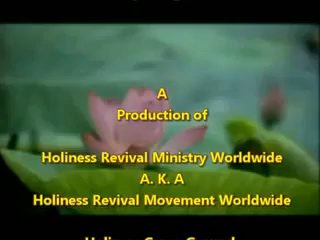 A
Production of
Holiness Revival Ministry Worldwide
A. K. A
Holiness Revival Movement Worldwide